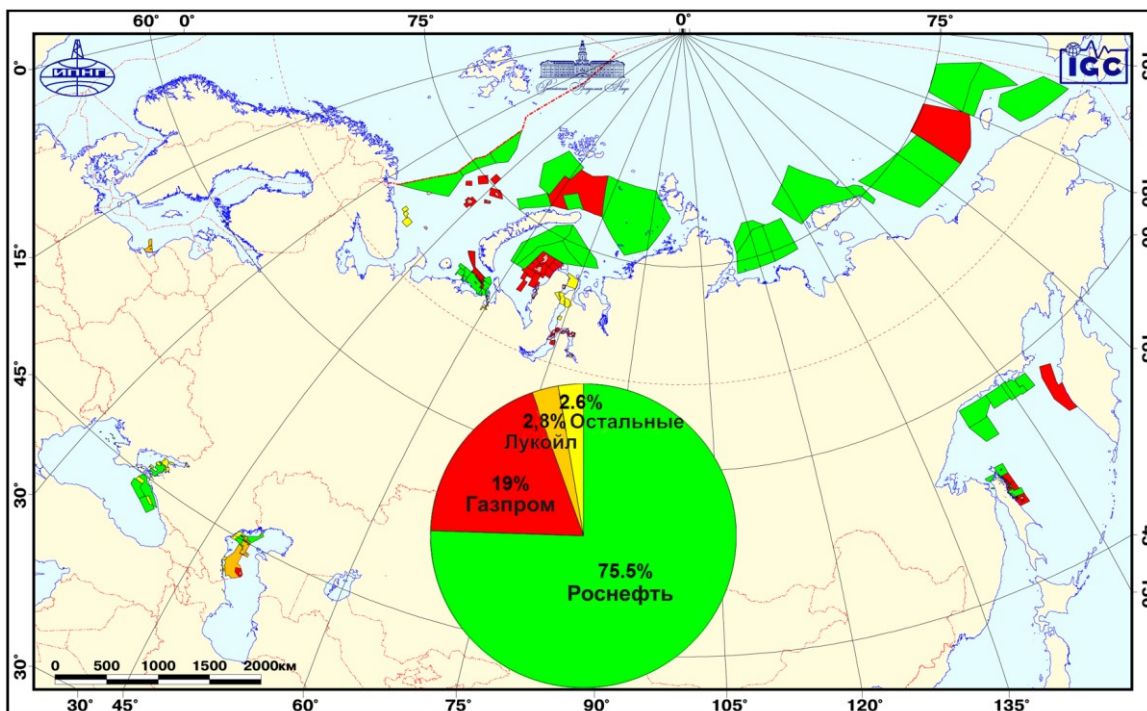 60° 0° 75° 0° 75°
0°
ИПНГ
IGC
15°
45°
30°
30°
2.6%
2,8% Остальные
Лукойл
19%
Газпром
75.5%
Роснефть
0 500 1000 1500 2000км
30° 45° 60° 75° 90° 105° 120° 135°